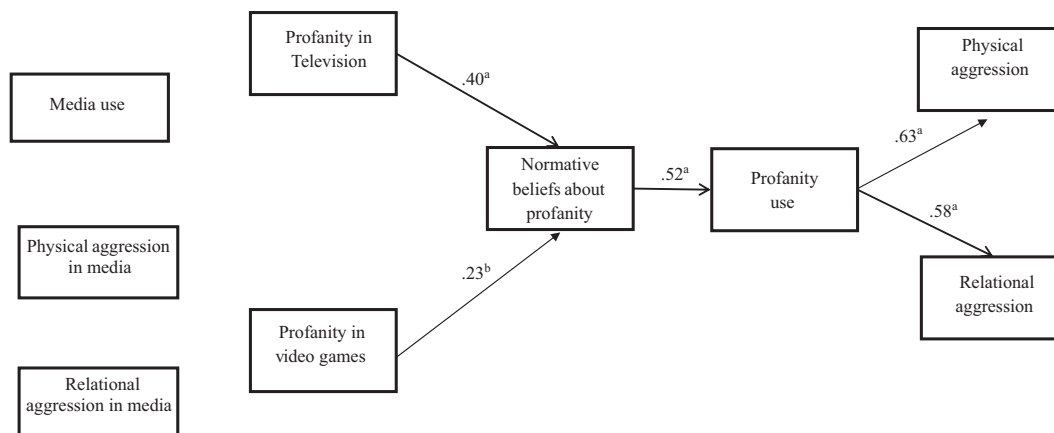 Media use
Physical aggression
in media
Relational
aggression in media
Profanity in
Television
Profanity in
video games
.40a
.23b
Normative
beliefs about
profanity
.52a
Profanity
use
.63a
.58a
Physical
aggression
Relational
aggression